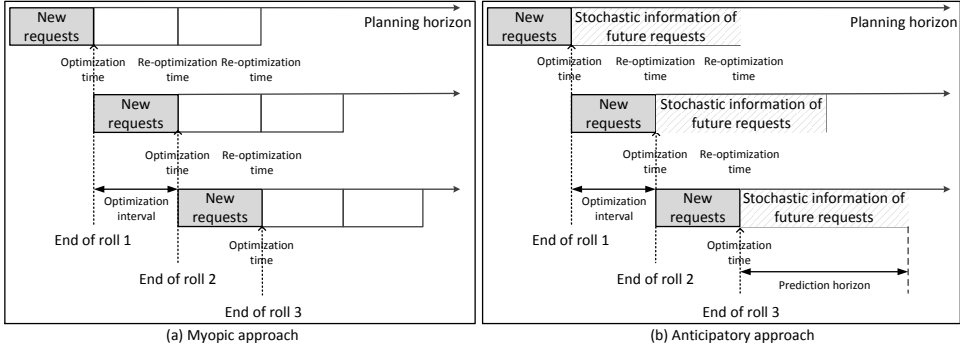 New
requests
Planning horizon
Optimization
time
Re-optimization
time
Re-optimization
time
New
requests
Optimization
time
Re-optimization
time
Optimization
interval
New
requests
End of roll 1
Optimization
time
End of roll 2
End of roll 3
(a) Myopic approach
New
requests
Stochastic information of
future requests
Planning horizon
Optimization
time
Re-optimization
time
Re-optimization
time
New
requests
Stochastic information of
future requests
Optimization
time
Re-optimization
time
Optimization
interval
New
requests
Stochastic information of
future requests
End of roll 1
Optimization
time
End of roll 2
Prediction horizon
End of roll 3
(b) Anticipatory approach